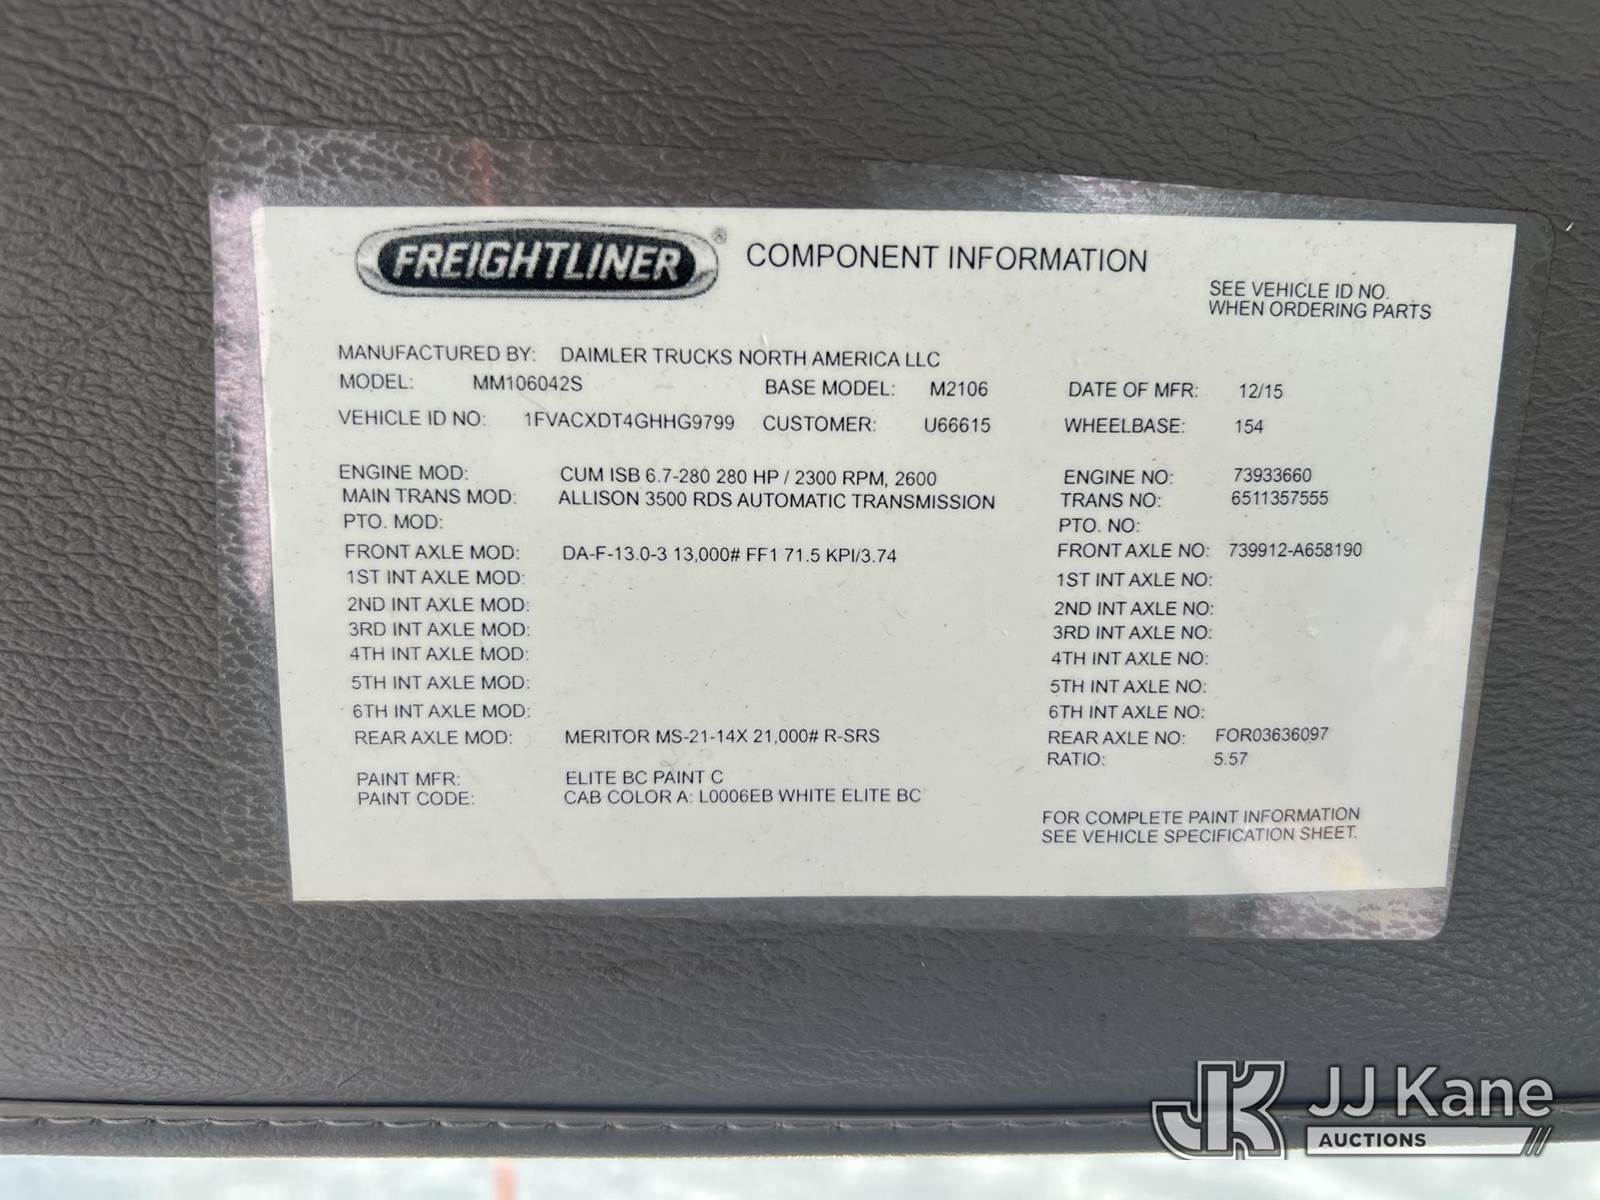 FREIGHTLINER® COMPONENT INFORMATION
SEE VEHICLE ID NO.
WHEN ORDERING PARTS
MANUFACTURED BY: DAIMLER TRUCKS NORTH AMERICA LLC
MODEL: MM106042S BASE MODEL: M2106 DATE OF MFR: 12/15
VEHICLE ID NO: 1FVACXDT4GHHG9799 CUSTOMER: U66615 WHEELBASE: 154
ENGINE MOD: CUM ISB 6.7-280 280 HP / 2300 RPM, 2600 ENGINE NO: 73933660
MAIN TRANS MOD: ALLISON 3500 RDS AUTOMATIC TRANSMISSION TRANS NO: 6511357555
PTO. MOD: PTO. NO:
FRONT AXLE MOD: DA-F-13.0-3 13,000# FF1 71.5 KPI/3.74 FRONT AXLE NO: 739912-A658190
1ST INT AXLE MOD: 1ST INT AXLE NO:
2ND INT AXLE MOD: 2ND INT AXLE NO:
3RD INT AXLE MOD: 3RD INT AXLE NO:
4TH INT AXLE MOD: 4TH INT AXLE NO:
5TH INT AXLE MOD: 5TH INT AXLE NO:
6TH INT AXLE MOD: 6TH INT AXLE NO:
REAR AXLE MOD: MERITOR MS-21-14X 21,000# R-SRS REAR AXLE NO: FOR03636097
RATIO: 5.57
PAINT MFR: ELITE BC PAINT C
PAINT CODE: CAB COLOR A: L0006EB WHITE ELITE BC
FOR COMPLETE PAINT INFORMATION
SEE VEHICLE SPECIFICATION SHEET.
JK JJ Kane
AUCTIONS